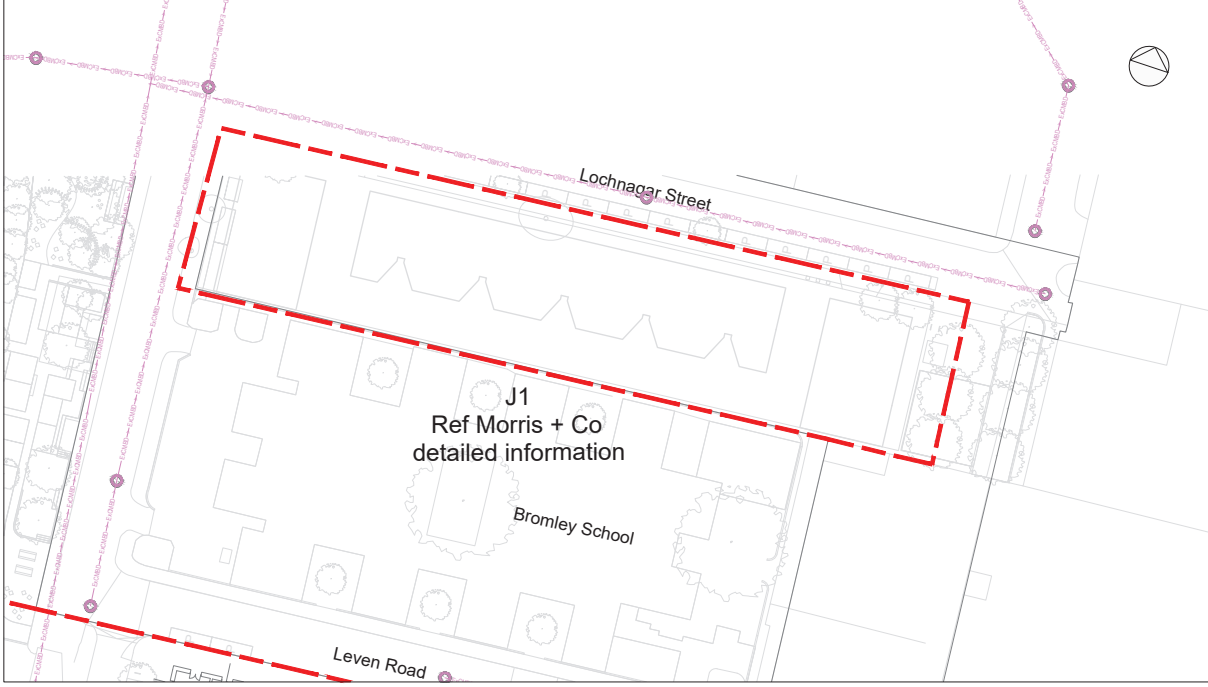 Lochnagar Street
J1
Ref Morris + Co
detailed information
Bromley School
Leven Road